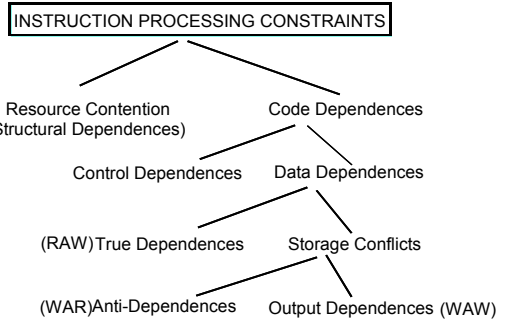 INSTRUCTION PROCESSING CONSTRAINTS
Resource Contention
Structural Dependences)
Code Dependences
Control Dependences
Data Dependences
(RAW) True Dependences
Storage Conflicts
(WAR) Anti-Dependences
Output Dependences (WAW)